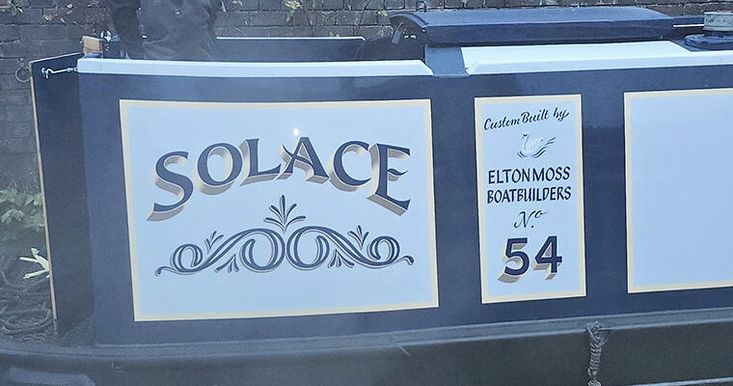 SOLACE
Custom Built by
ELTON MOSS
BOATBUILDERS
No.
54